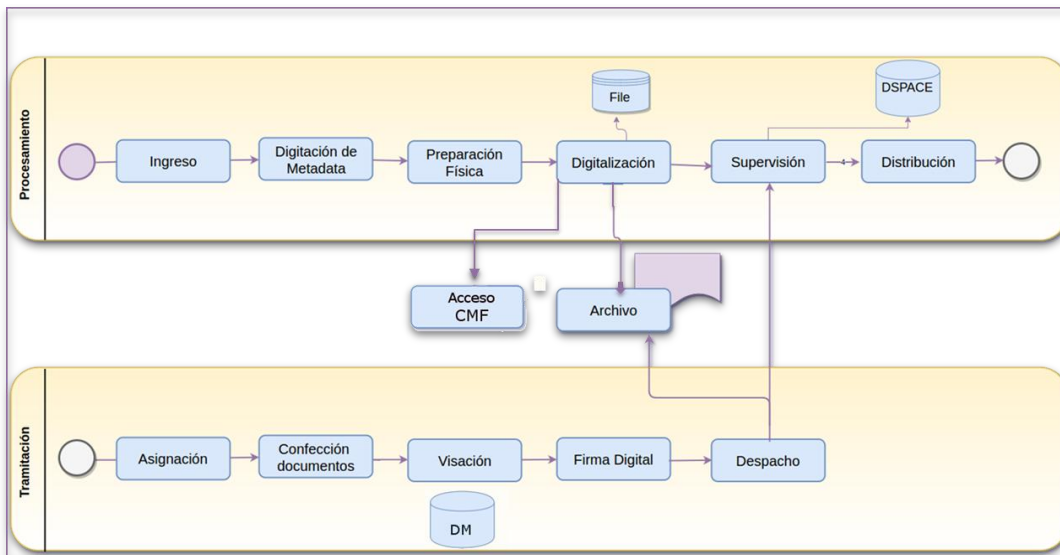 Procesamiento
File
DSPACE
Ingreso
Digitación de
Metadata
Preparación
Física
Digitalización
Supervisión
Distribución
Acceso
CMF
Archivo
Tramitación
Asignación
Confección
documentos
Visación
Firma Digital
Despacho
DM